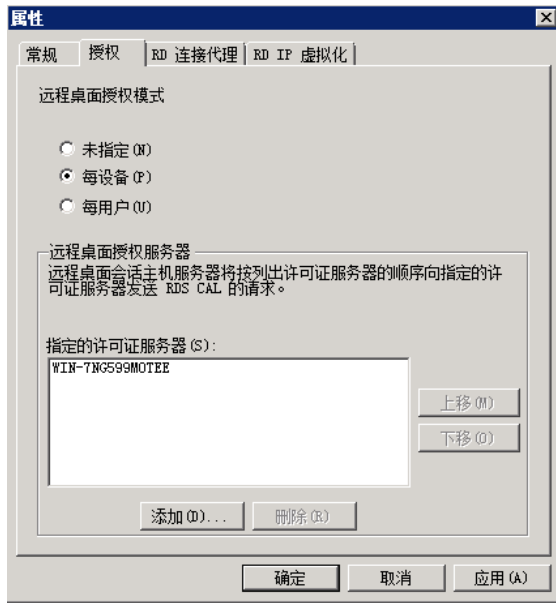 属性
常规 授权 RD 连接代理 RD IP 虚拟化
远程桌面授权模式
未指定(N)
每设备(P)
每用户(U)
远程桌面授权服务器
远程桌面会话主机服务器将按列出许可证服务器的顺序向指定的许
可证服务器发送 RDS CAL 的请求。
指定的许可证服务器(S):
WIN-7NG599MOTEE
上移(M)
下移(O)
添加(D)... 删除(R)
确定 取消 应用(A)